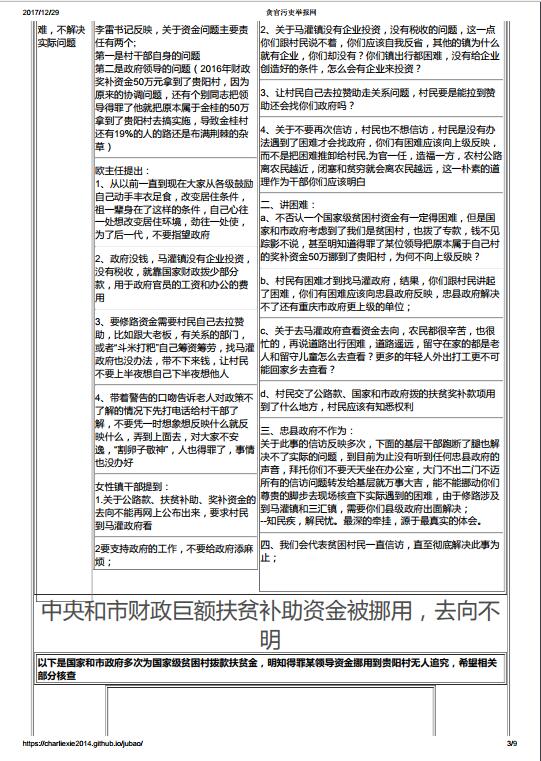 2017/12/29
贪官污吏举报网
难，不解决
实际问题
李雷书记反映，关于资金问题主要责
任有两个；
第一是村干部自身的问题
第二是政府领导的问题（2016年财政
奖补资金50万元拿到了贵阳村，因为
原来的协调问题，还有个别同志把领
导得罪了他就把原本属于金桂的50万
拿到了贵阳村去搞实施，导致金桂村
还有19%的人的路还是布满荆棘的杂
草）
欧主任提出：
1、从以前一直到现在大家从各级鼓励
自己动手丰衣足食，改变居住条件，
祖一辈身在了这样的条件，自己心往
一处想改变居住环境，劲往一处使，
为了后一代，不要指望政府
2、政府没钱，马灌镇没有企业投资，
没有税收，就靠国家财政拨少部分
款，用于政府官员的工资和办公的费
用
3、要修路资金需要村民自己去拉赞
助，比如跟大老板，有关系的部门，
或者“斗米打粑”自己筹资筹劳，找马灌
政府也没办法，带不下来钱，让村民
不要上半夜想自己下半夜想他人
4、带着警告的口吻告诉老人对政策不
了解的情况下先打电话给村干部了
解，不要凭一时想象想反映什么就反
映什么，弄到上面去，对大家不安
逸，“割卵子敬神”，人也得罪了，事情
也没办好
女性镇干部提到：
1.关于公路款、扶贫补助、奖补资金的
去向不能再网上公布出来，要求村民
到马灌政府看
2要支持政府的工作，不要给政府添麻
烦；
2、关于马灌镇没有企业投资，没有税收的问题，这一点
你们跟村民说不着，你们应该自我反省，其他的镇为什么
就有企业，你们却没有？你们镇行都困难，没有给企业
创造好的条件，怎么会有企业来投资？
3、让村民自己去拉赞助走关系问题，村民要是能拉到赞
助还会找你们政府吗？
4、关于不要再次信访，村民也不想信访，村民是没有办
法遇到了困难才会找政府，你们有困难应该向上级反映，
而不是把困难推卸给村民,为官一任，造福一方，农村公路
离农民越近，闭塞和贫穷就会离农民越远，这一朴素的道
理作为干部你们应该明白
二、讲困难：
a、不否认一个国家级贫困村资金有一定得困难，但是国
家和市政府考虑到了我们是贫困村，也拨了专款，钱不见
踪影不说，甚至明知道得罪了某位领导把原本属于自己村
的奖补资金50万挪到了贵阳村，为何不向上级反映？
b、村民有困难才到找马灌政府，结果，你们跟村民讲起
了困难，你们有困难应该向忠县政府反映，忠县政府解决
不了还有重庆市政府更上级的单位；
c、关于去马灌政府查看资金去向，农民都很辛苦，也很
忙的，再说道路出行困难，道路遥远，留守在家的都是老
人和留守儿童怎么去查看？更多的年轻人外出打工更不可
能回家乡去查看？
d、村民交了公路款、国家和市政府拨的扶贫奖补款项用
到了什么地方，村民应该有知悉权利
三、忠县政府不作为：
关于此事的信访反映多次，下面的基层干部跑断了腿也解
决不了实际的问题，到目前为止没有听到任何忠县政府的
声音，拜托你们不要天天坐在办公室，大门不出二门不迈
所有的信访问题转发给基层就万事大吉，能不能挪动你们
尊贵的脚步去现场核查下实际遇到的困难，由于修路涉及
到马灌镇和三汇镇，需要你们县级政府出面解决；
--知民疾，解民忧。最深的牵挂，源于最真实的体会。
四、我们会代表贫困村民一直信访，直至彻底解决此事为
止；
中央和市财政巨额扶贫补助资金被挪用，去向不
明
以下是国家和市政府多次为国家级贫困村拨款扶贫金，明知得罪某领导资金挪用到贵阳村无人追究，希望相关
部分核查
https://charliexie2014.github.io/jubao/
3/9